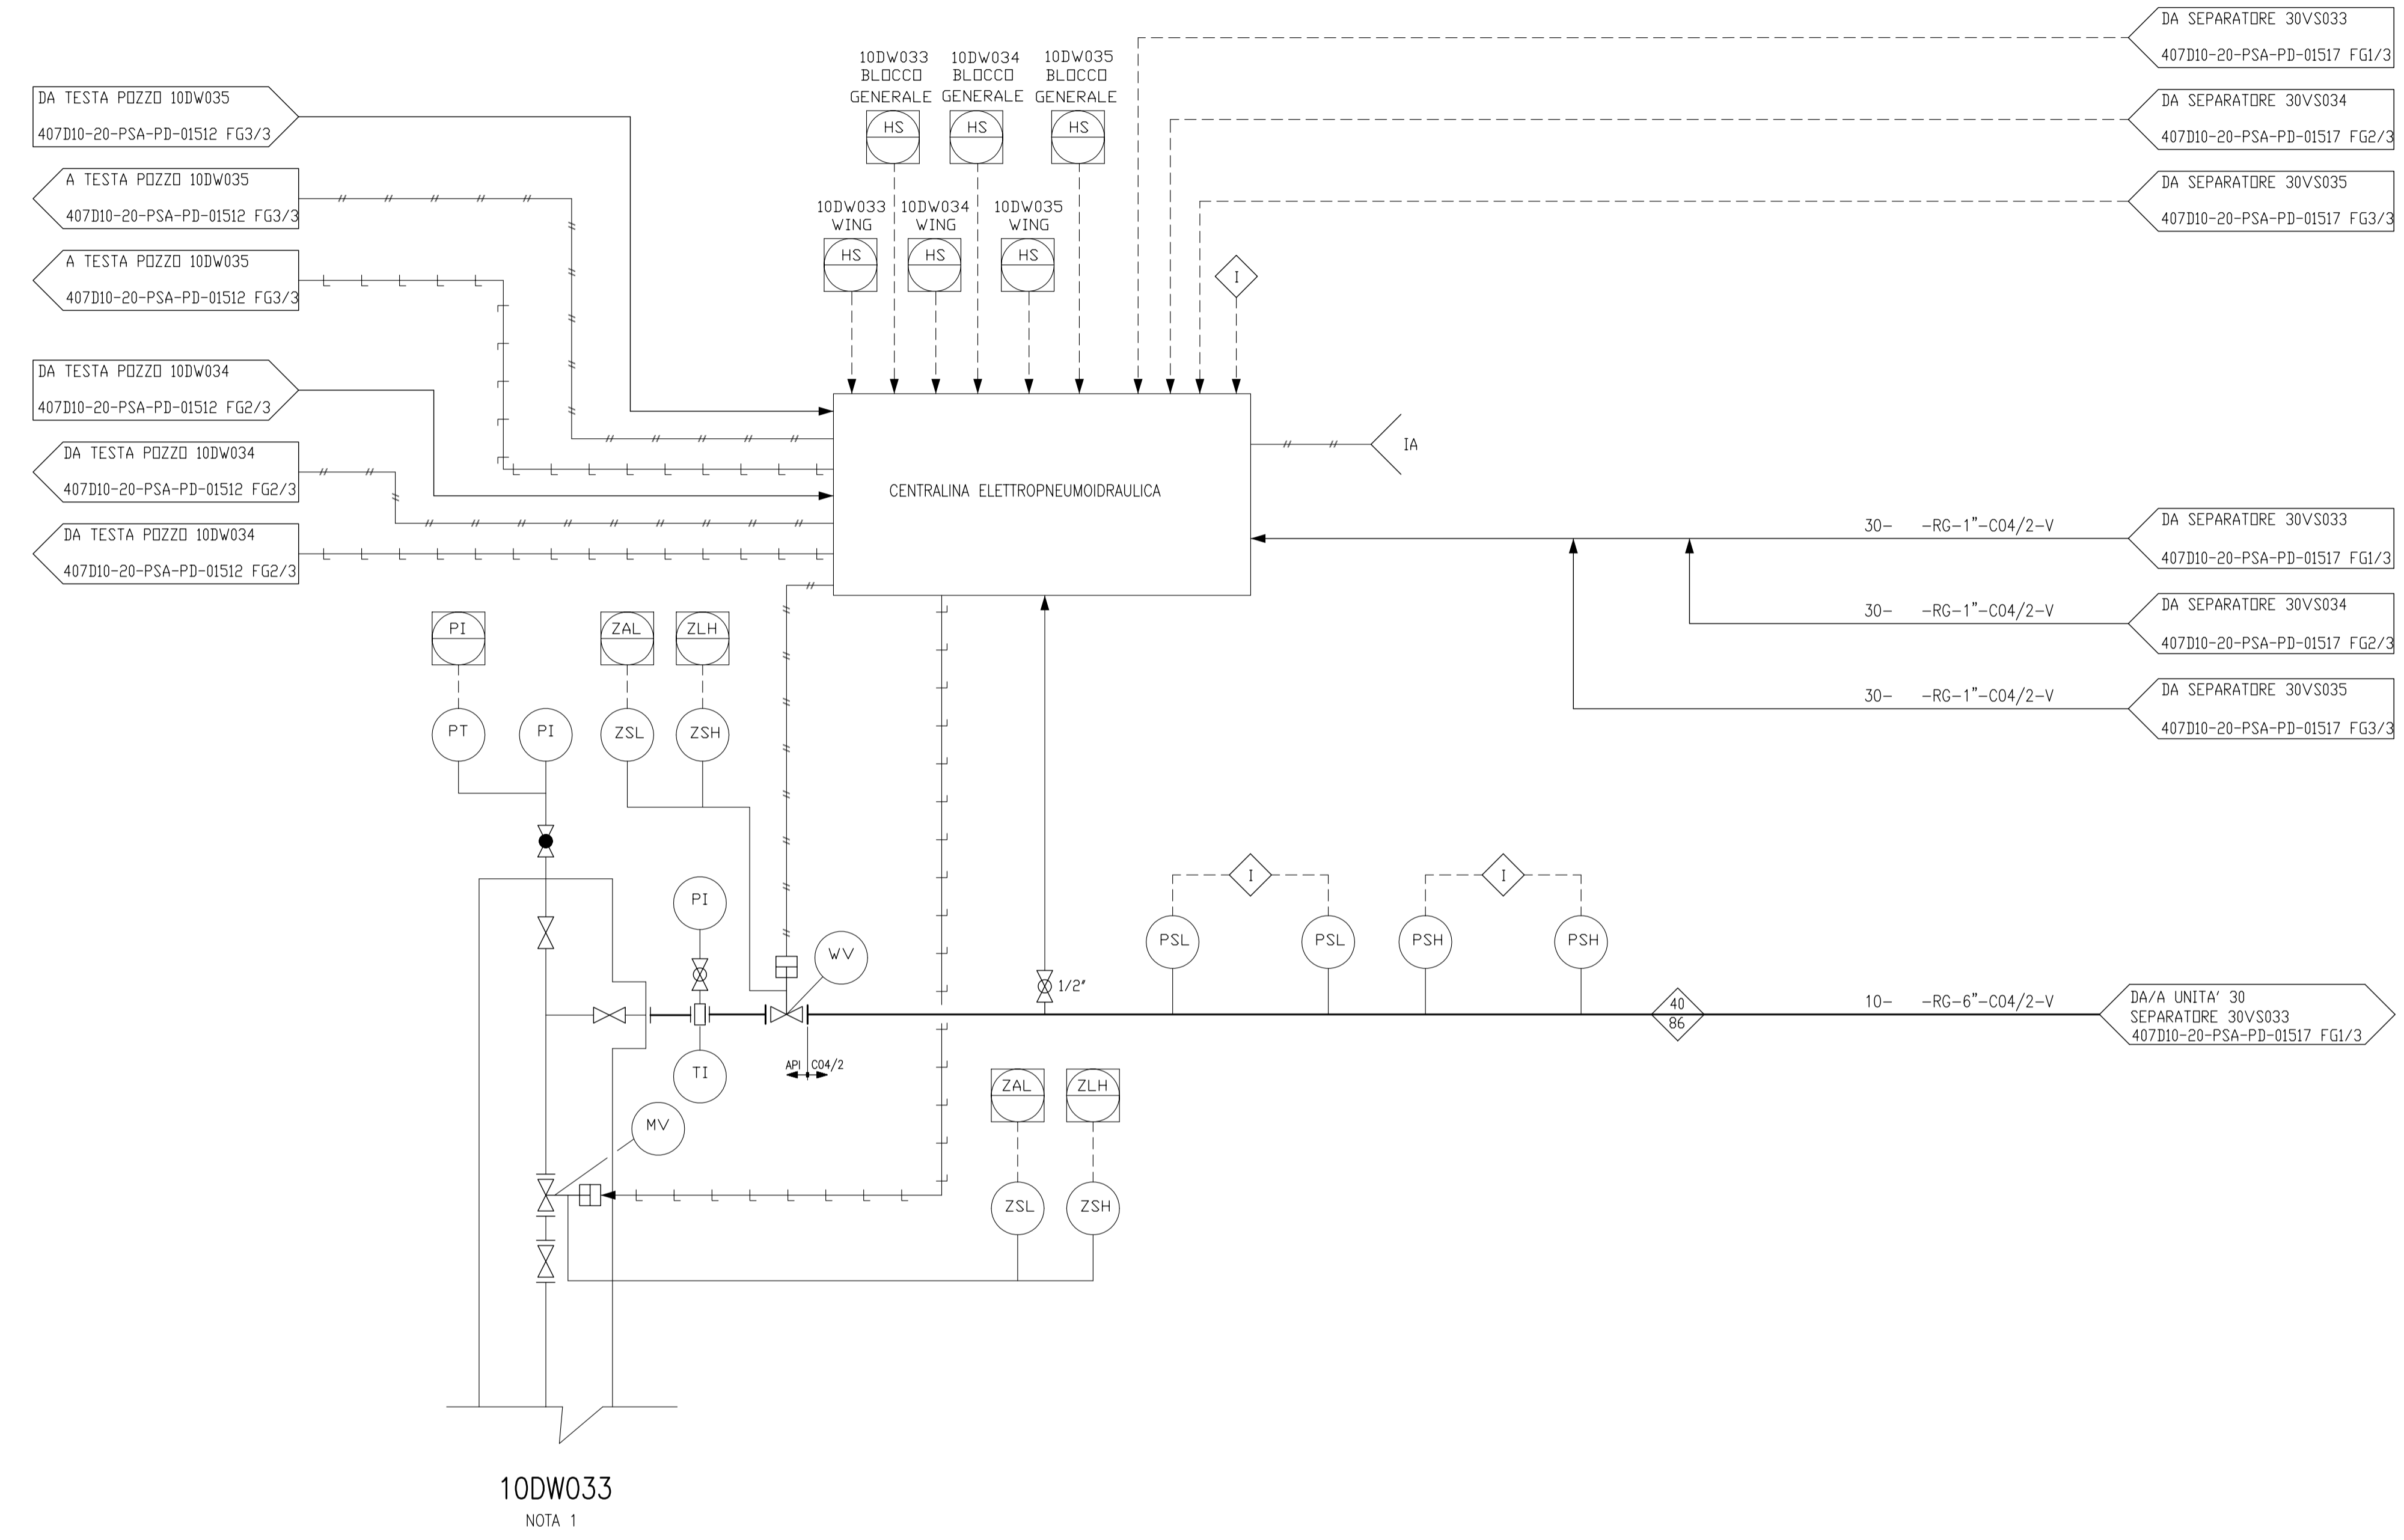 DA SEPARATORE 30VS033
407D10-20-PSA-PD-01517 FG1/3
DA SEPARATORE 30VS034
407D10-20-PSA-PD-01517 FG2/3
DA SEPARATORE 30VS035
407D10-20-PSA-PD-01517 FG3/3
10DW033
BLOCCO
GENERALE
HS
10DW034
BLOCCO
GENERALE
HS
10DW035
BLOCCO
GENERALE
HS
10DW033
WING
HS
10DW034
WING
HS
10DW035
WING
HS
I
DA TESTA POZZO 10DW035
407D10-20-PSA-PD-01512 FG3/3
A TESTA POZZO 10DW035
407D10-20-PSA-PD-01512 FG3/3
A TESTA POZZO 10DW035
407D10-20-PSA-PD-01512 FG3/3
DA TESTA POZZO 10DW034
407D10-20-PSA-PD-01512 FG2/3
DA TESTA POZZO 10DW034
407D10-20-PSA-PD-01512 FG2/3
DA TESTA POZZO 10DW034
407D10-20-PSA-PD-01512 FG2/3
CENTRALINA ELETTROPNEUMOIDRAULICA
IA
30- -RG-1"-C04/2-V
DA SEPARATORE 30VS033
407D10-20-PSA-PD-01517 FG1/3
30- -RG-1"-C04/2-V
DA SEPARATORE 30VS034
407D10-20-PSA-PD-01517 FG2/3
30- -RG-1"-C04/2-V
DA SEPARATORE 30VS035
407D10-20-PSA-PD-01517 FG3/3
PI
ZAL
ZLH
PT
PI
ZSL
ZSH
PI
WV
I
I
PSL
PSL
PSH
PSH
1/2"
40
86
10- -RG-6"-C04/2-V
DA/A UNITA' 30
SEPARATORE 30VS033
407D10-20-PSA-PD-01517 FG1/3
TI
API C04/2
MV
ZAL
ZLH
ZSL
ZSH
10DW033
NOTA 1